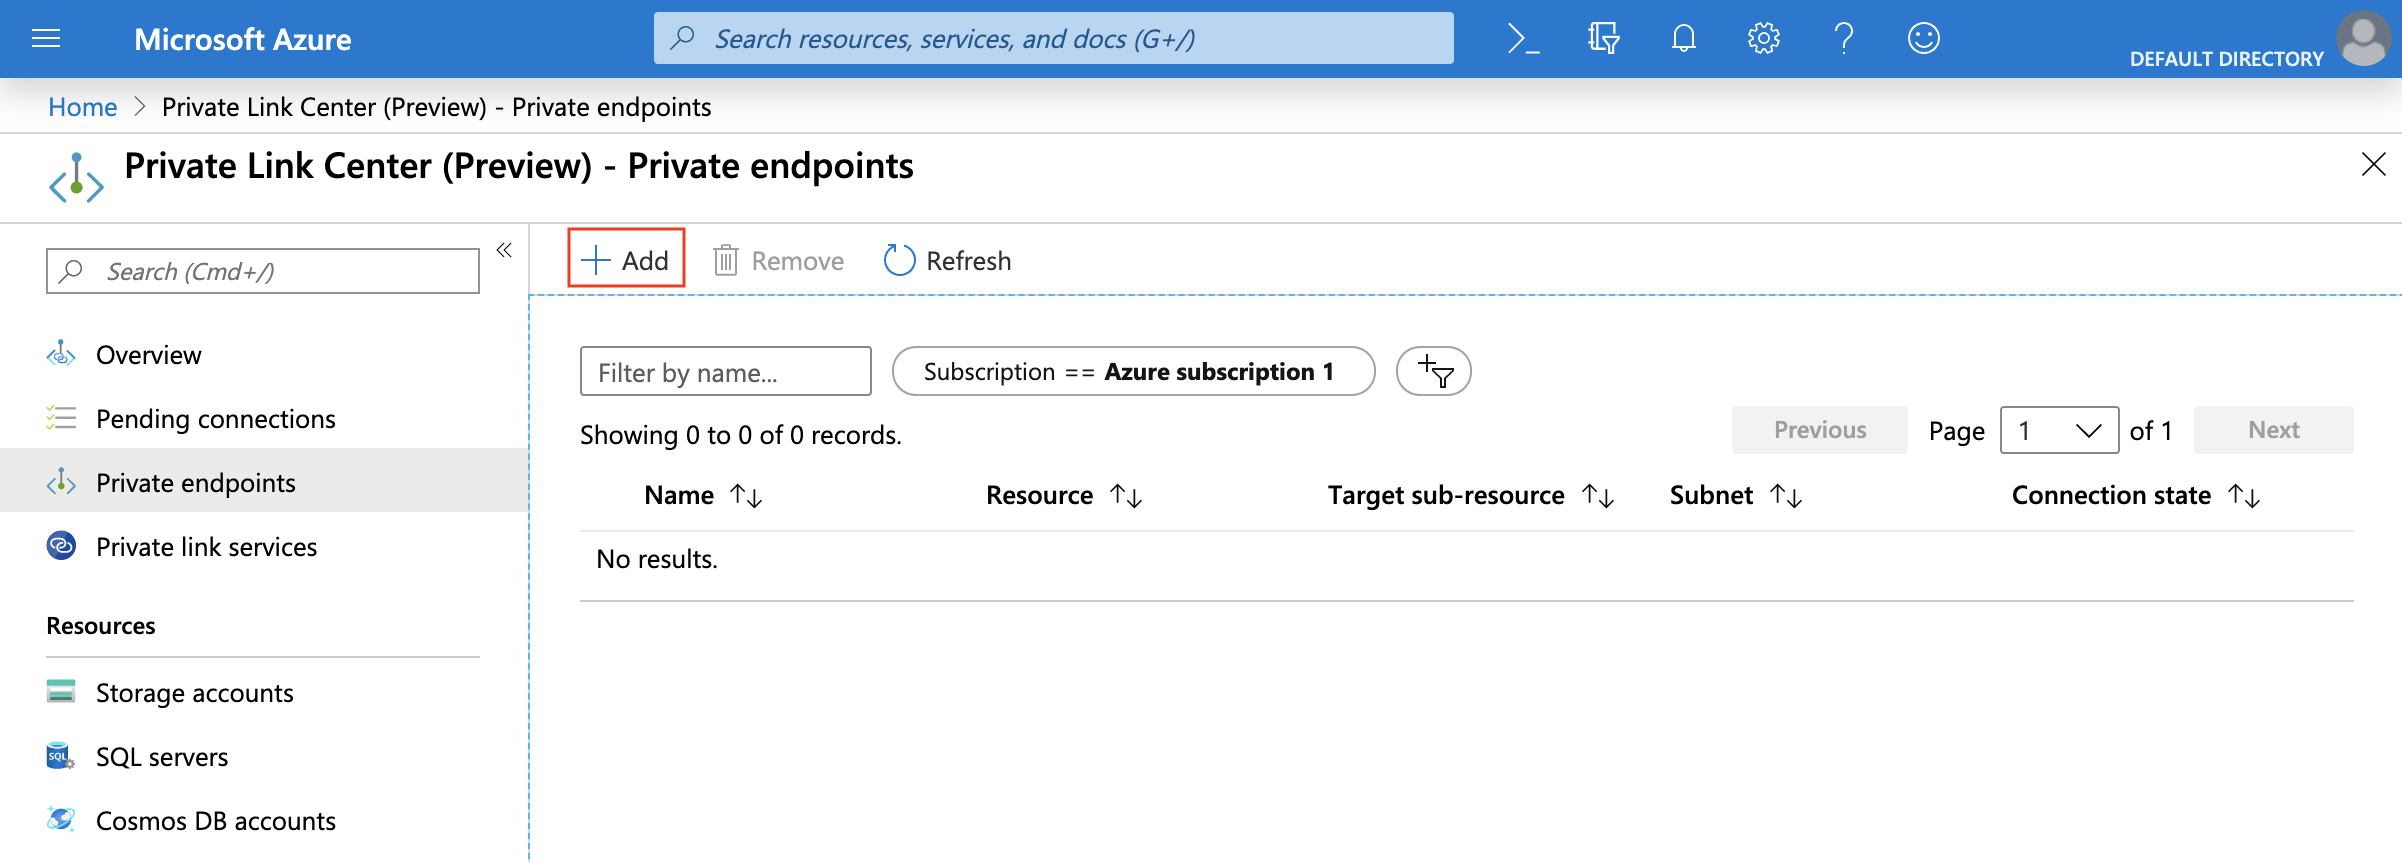 Microsoft Azure
Search resources, services, and docs (G+/)
DEFAULT DIRECTORY
Home > Private Link Center (Preview) - Private endpoints
Private Link Center (Preview) - Private endpoints
Search (Cmd+/)
«
Overview
Pending connections
Private endpoints
Private link services
Resources
Storage accounts
SQL servers
Cosmos DB accounts
Add Remove Refresh
Filter by name... Subscription == Azure subscription 1
Showing 0 to 0 of 0 records.
Previous Page 1 of 1 Next
Name Resource Target sub-resource Subnet Connection state
No results.